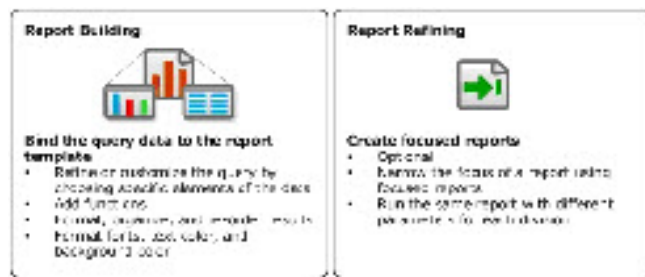 Report Building
Bind the query data to the report
template
• Refine or customize the query by
choosing specific elements of the data
• Add functions
• Format, organize, and reorder results
• Format fonts, text color, and
background color
Report Refining
Create focused reports
• Optional
• Narrow the focus of a report using
focused reports
• Run the same report with different
parameters for each division